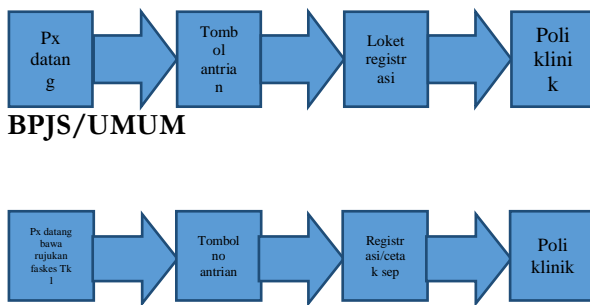 Px
datan
g
Tomb
ol
antria
n
Loket
registr
asi
Poli
klini
k
BPJS/UMUM
Px datang
bawa
rujukan
faskes Tk
1
Tombol
no
antrian
Registr
asi/ceta
k sep
Poli
klinik